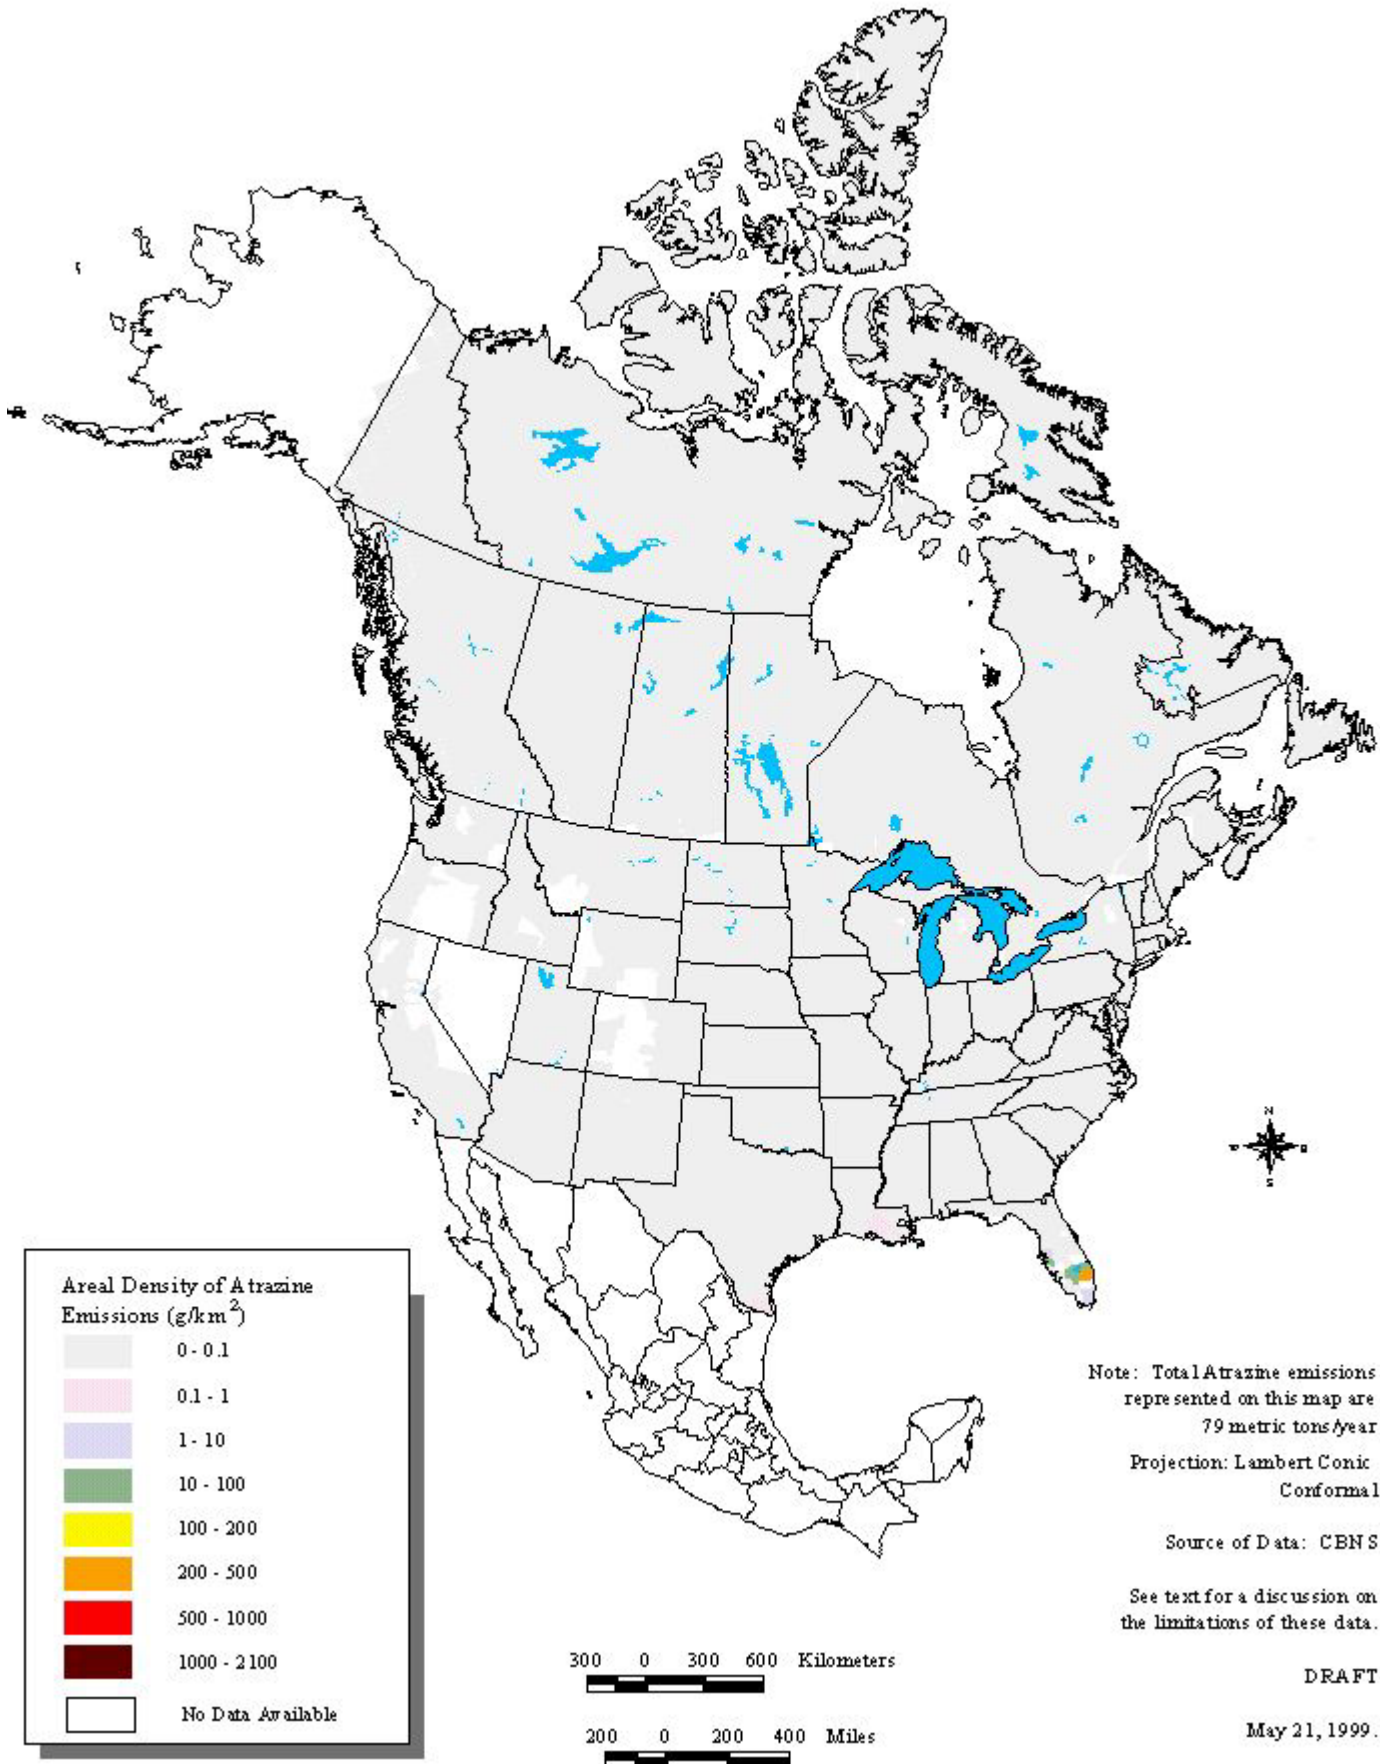 N
S
Areal Density of Atrazine
Emissions (g/km²)
0 - 0.1
0.1 - 1
1 - 10
10 - 100
100 - 200
200 - 500
500 - 1000
1000 - 2100
No Data Available
Note: Total Atrazine emissions
represented on this map are
79 metric tons/year
Projection: Lambert Conic
Conformal
Source of Data: CBNS
See text for a discussion on
the limitations of these data.
DRAFT
May 21, 1999.
300 0 300 600 Kilometers
200 0 200 400 Miles